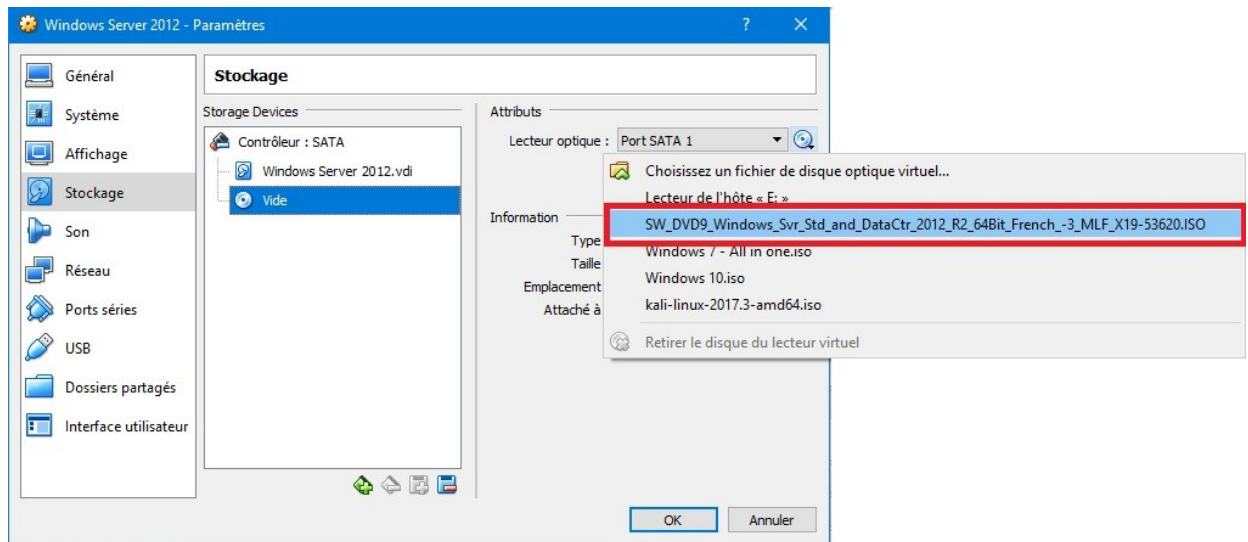 Windows Server 2012 - Paramètres
? ×
Général
Système
Affichage
Stockage
Son
Réseau
Ports séries
USB
Dossiers partagés
Interface utilisateur
Stockage
Storage Devices
Contrôleur : SATA
Windows Server 2012.vdi
Vide
Attributs
Lecteur optique : Port SATA 1
Information
Type
Taille
Emplacement
Attaché à
Choisissez un fichier de disque optique virtuel...
Lecteur de l'hôte « E: »
SW_DVD9_Windows_Svr_Std_and_DataCtr_2012_R2_64Bit_French_-3_MLF_X19-53620.ISO
Windows 7 - All in one.iso
Windows 10.iso
kali-linux-2017.3-amd64.iso
Retirer le disque du lecteur virtuel
OK
Annuler